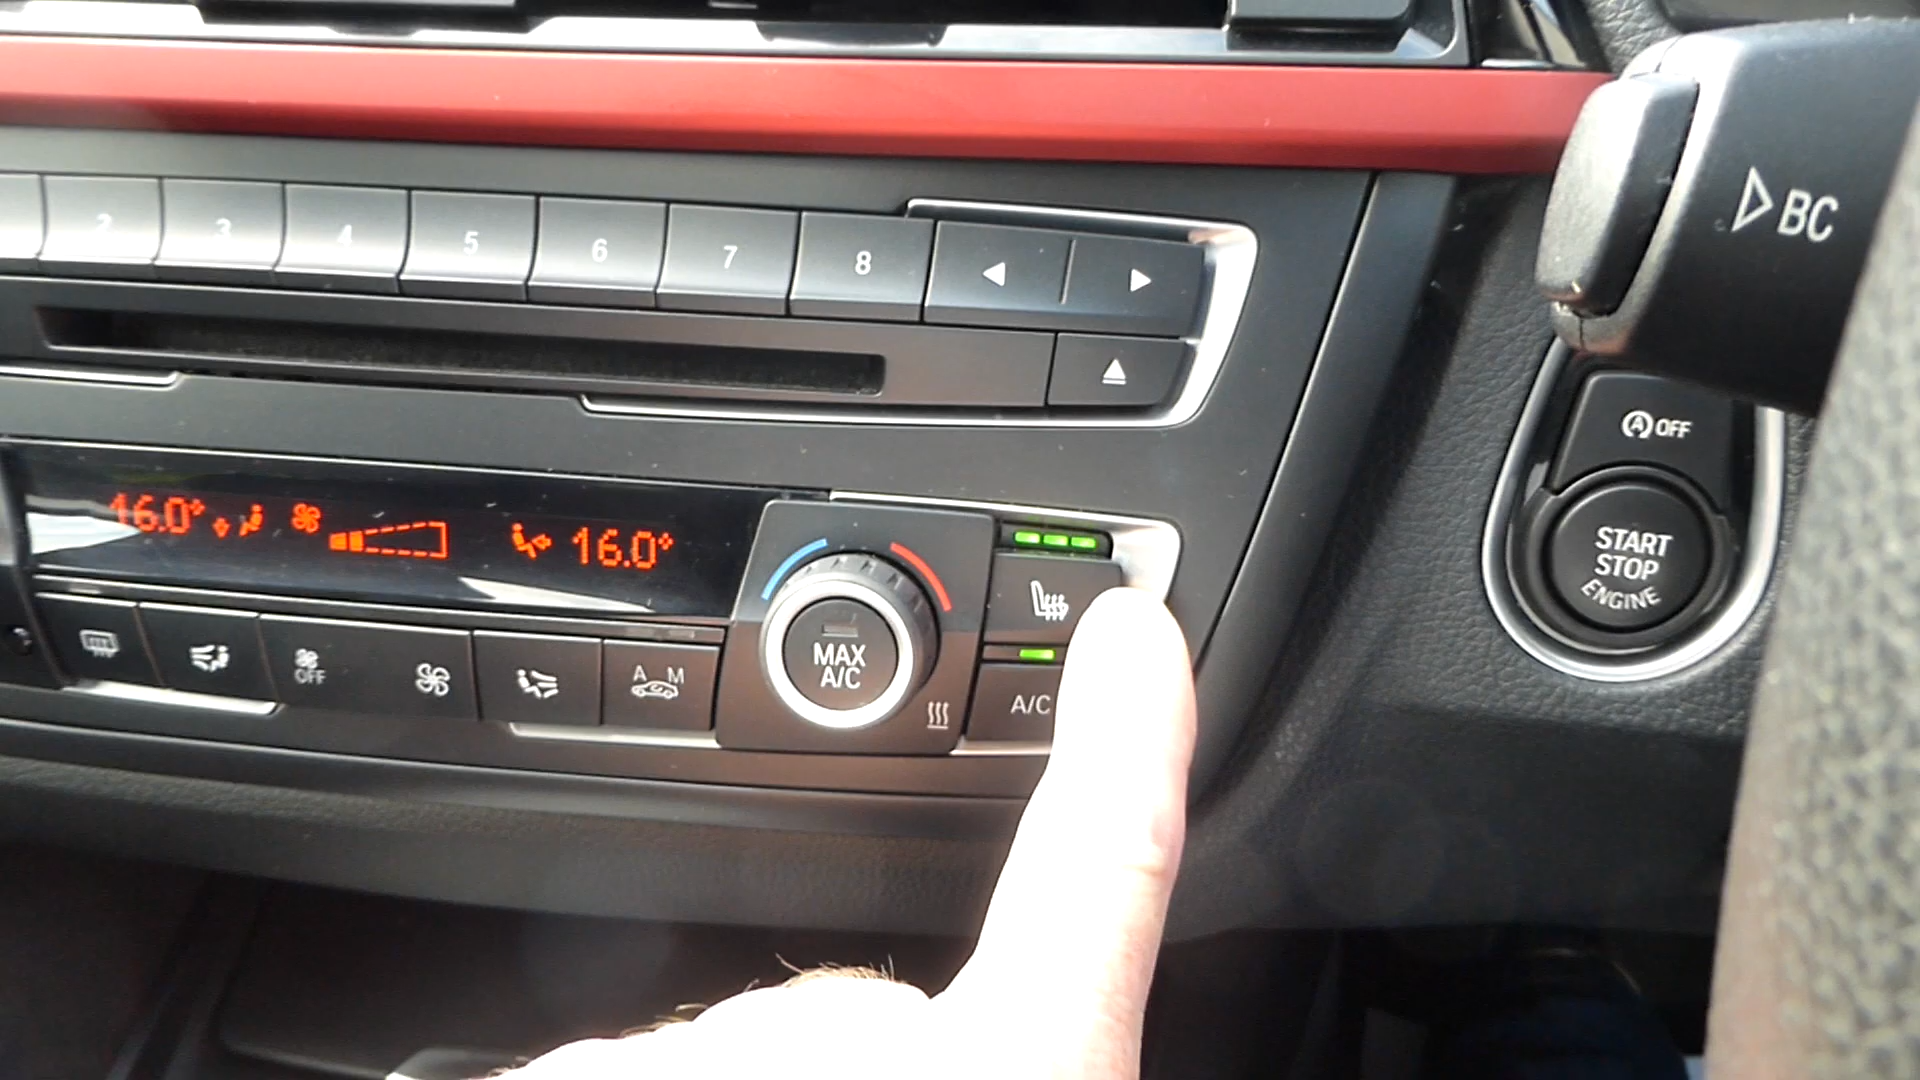 2 3 4 5 6 7 8
BC
OFF
START
STOP
ENGINE
16.0° 16.0°
MAX
A/C
OFF
A M
A/C